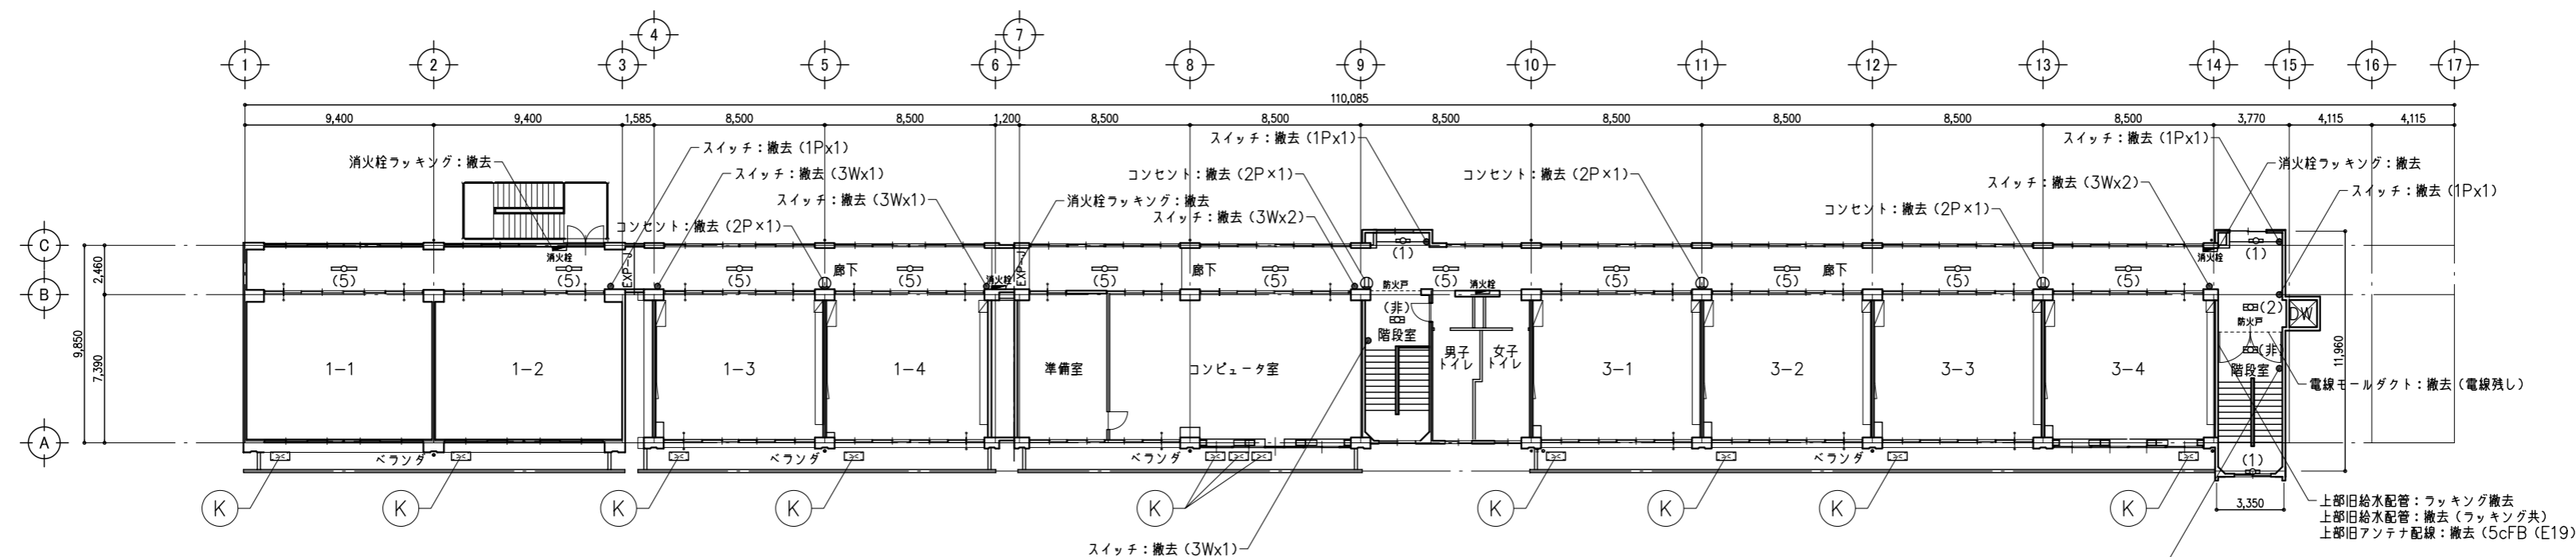 4
7
1
2
3
5
6
8
9
10
11
12
13
14
15
16
17
110,085
9,400
9,400
1,585
8,500
8,500
1,200
8,500
8,500
8,500
8,500
8,500
8,500
8,500
3,770
4,115
4,115
スイッチ：撤去（1Px1）
スイッチ：撤去（1Px1）
スイッチ：撤去（1Px1）
消火栓ラッキング：撤去
消火栓ラッキング：撤去
スイッチ：撤去（3Wx1）
コンセント：撤去（2P×1）
コンセント：撤去（2P×1）
スイッチ：撤去（3Wx2）
スイッチ：撤去（1Px1）
スイッチ：撤去（3Wx1）
消火栓ラッキング：撤去
コンセント：撤去（2P×1）
スイッチ：撤去（3Wx2）
コンセント：撤去（2P×1）
C
消火栓
EXP-J
消火栓
EXP-J
(1)
消火栓
(1)
2,460
(5)
(5)
(5)
(5)
廊下
(5)
廊下
(5)
(5)
(5)
(5)
廊下
(5)
(5)
B
防火戸
消火栓
(非)
階段室
(2)
DW
防火戸
(非)
階段室
9,850
7,390
11,960
1-1
1-2
1-3
1-4
準備室
コンピュータ室
男子
トイレ
女子
トイレ
3-1
3-2
3-3
3-4
電線モールダクト：撤去（電線残し）
A
ベランダ
ベランダ
ベランダ
ベランダ
(1)
K
K
K
K
K
K
K
K
K
3,350
上部旧給水配管：ラッキング撤去
上部旧給水配管：撤去（ラッキング共）
上部旧アンテナ配線：撤去（5cFB（E19）
スイッチ：撤去（3Wx1）